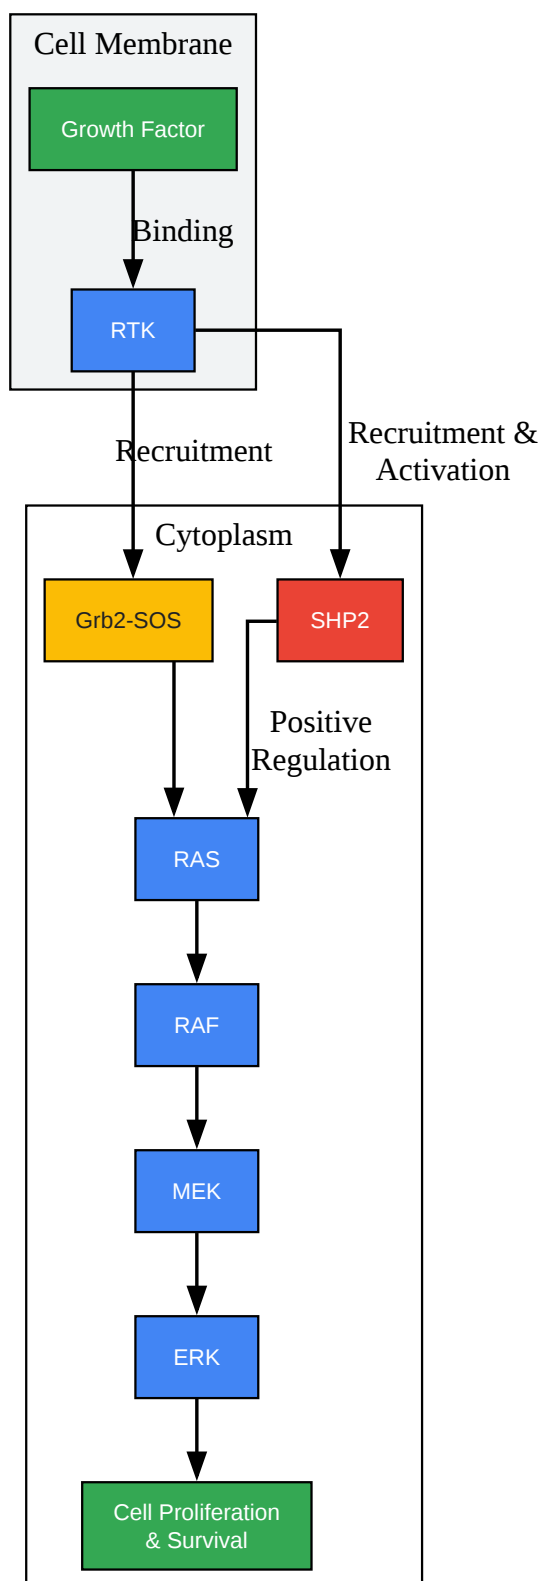 Cell Membrane
Growth Factor
Binding
RTK
Recruitment
Recruitment &
Activation
Cytoplasm
Grb2-SOS
SHP2
Positive
Regulation
RAS
RAF
MEK
ERK
Cell Proliferation
& Survival